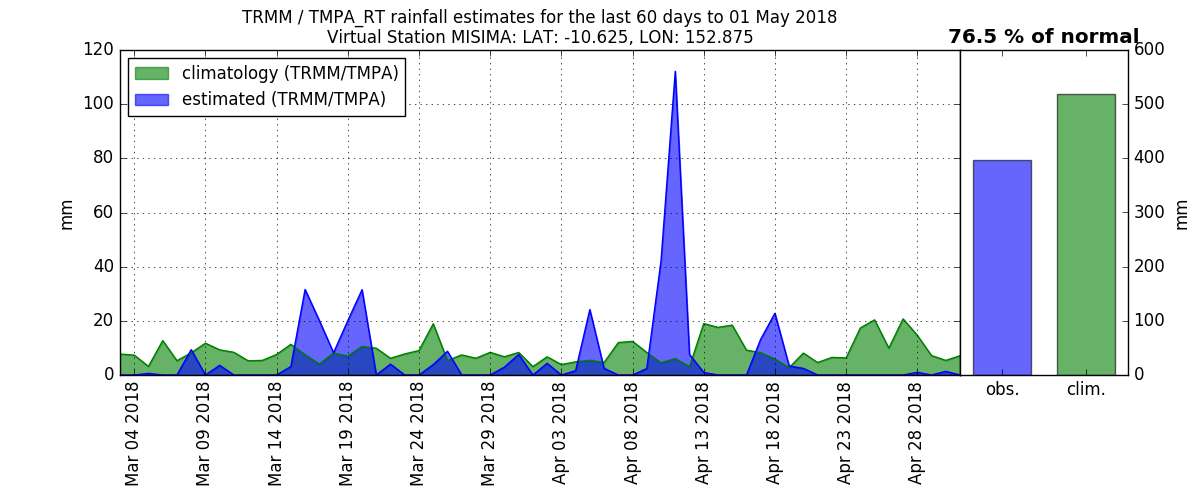 TRMM / TMPA_RT rainfall estimates for the last 60 days to 01 May 2018
Virtual Station MISIMA: LAT: -10.625, LON: 152.875
76.5 % of normal
climatology (TRMM/TMPA)
estimated (TRMM/TMPA)
mm
120
100
80
60
40
20
0
Mar 04 2018
Mar 09 2018
Mar 14 2018
Mar 19 2018
Mar 24 2018
Mar 29 2018
Apr 03 2018
Apr 08 2018
Apr 13 2018
Apr 18 2018
Apr 23 2018
Apr 28 2018
obs.
clim.
600
500
400
300
200
100
0
mm